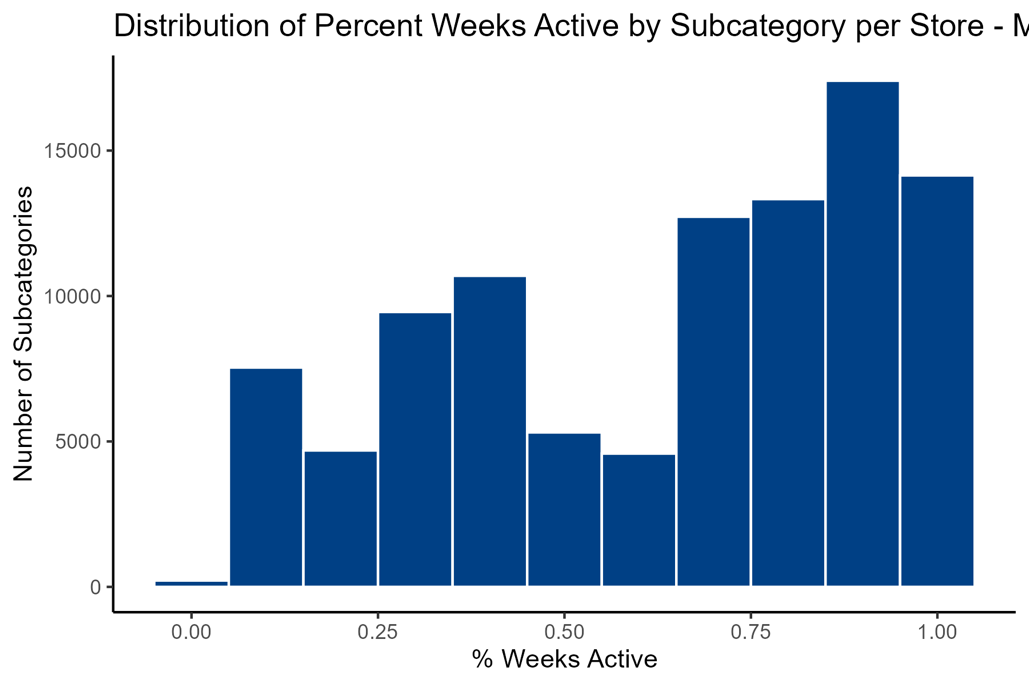 Distribution of Percent Weeks Active by Subcategory per Store - M
Number of Subcategories
15000
10000
5000
0
0.00 0.25 0.50 0.75 1.00
% Weeks Active